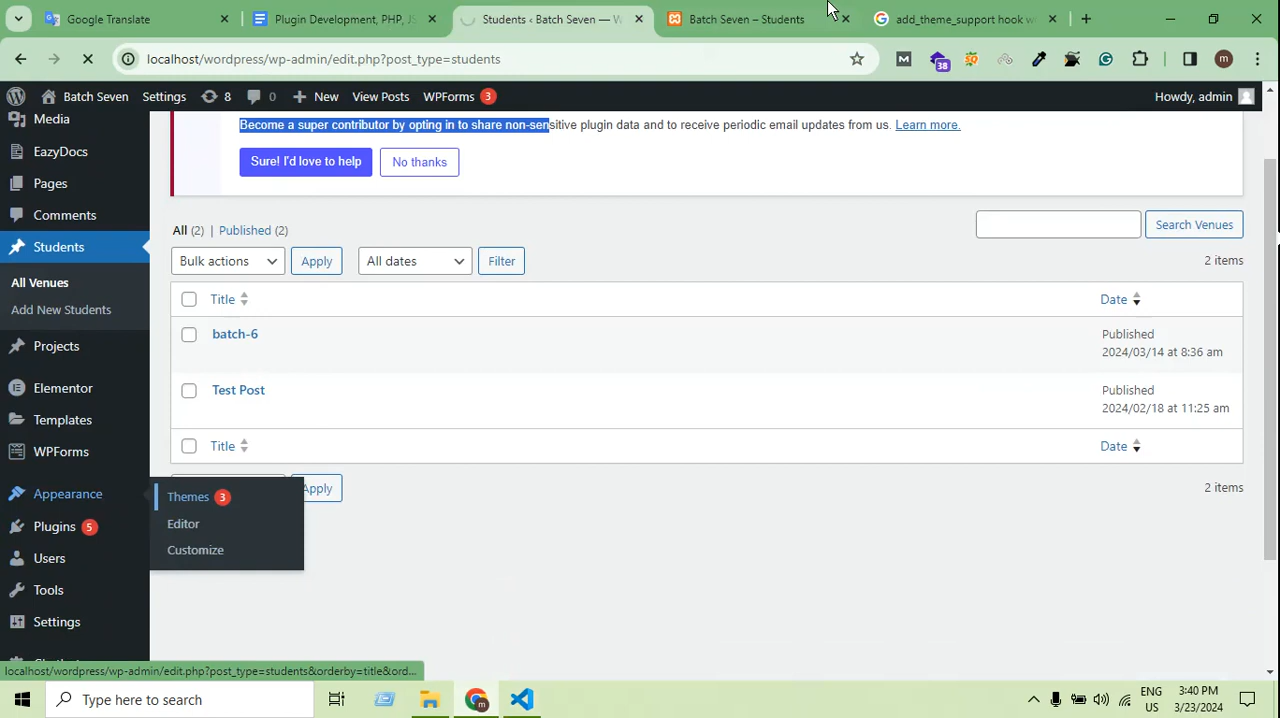 Google Translate
Plugin Development, PHP, JS
Students ‹ Batch Seven — W
Batch Seven – Students
add_theme_support hook w
localhost/wordpress/wp-admin/edit.php?post_type=students
38
Batch Seven
Settings
8
0
New
View Posts
WPForms 3
Howdy, admin
Media
EazyDocs
Pages
Comments
Students
All Venues
Add New Students
Projects
Elementor
Templates
WPForms
Appearance
Plugins 5
Users
Tools
Settings
Themes 3
Editor
Customize
Become a super contributor by opting in to share non-sensitive plugin data and to receive periodic email updates from us. Learn more.
Sure! I'd love to help
No thanks
All (2) | Published (2)
Search Venues
Bulk actions
Apply
All dates
Filter
2 items
Title
Date
batch-6
Published
2024/03/14 at 8:36 am
Test Post
Published
2024/02/18 at 11:25 am
Title
Date
Apply
2 items
localhost/wordpress/wp-admin/edit.php?post_type=students&orderby=title&ord...
Type here to search
ENG
US
3:40 PM
3/23/2024